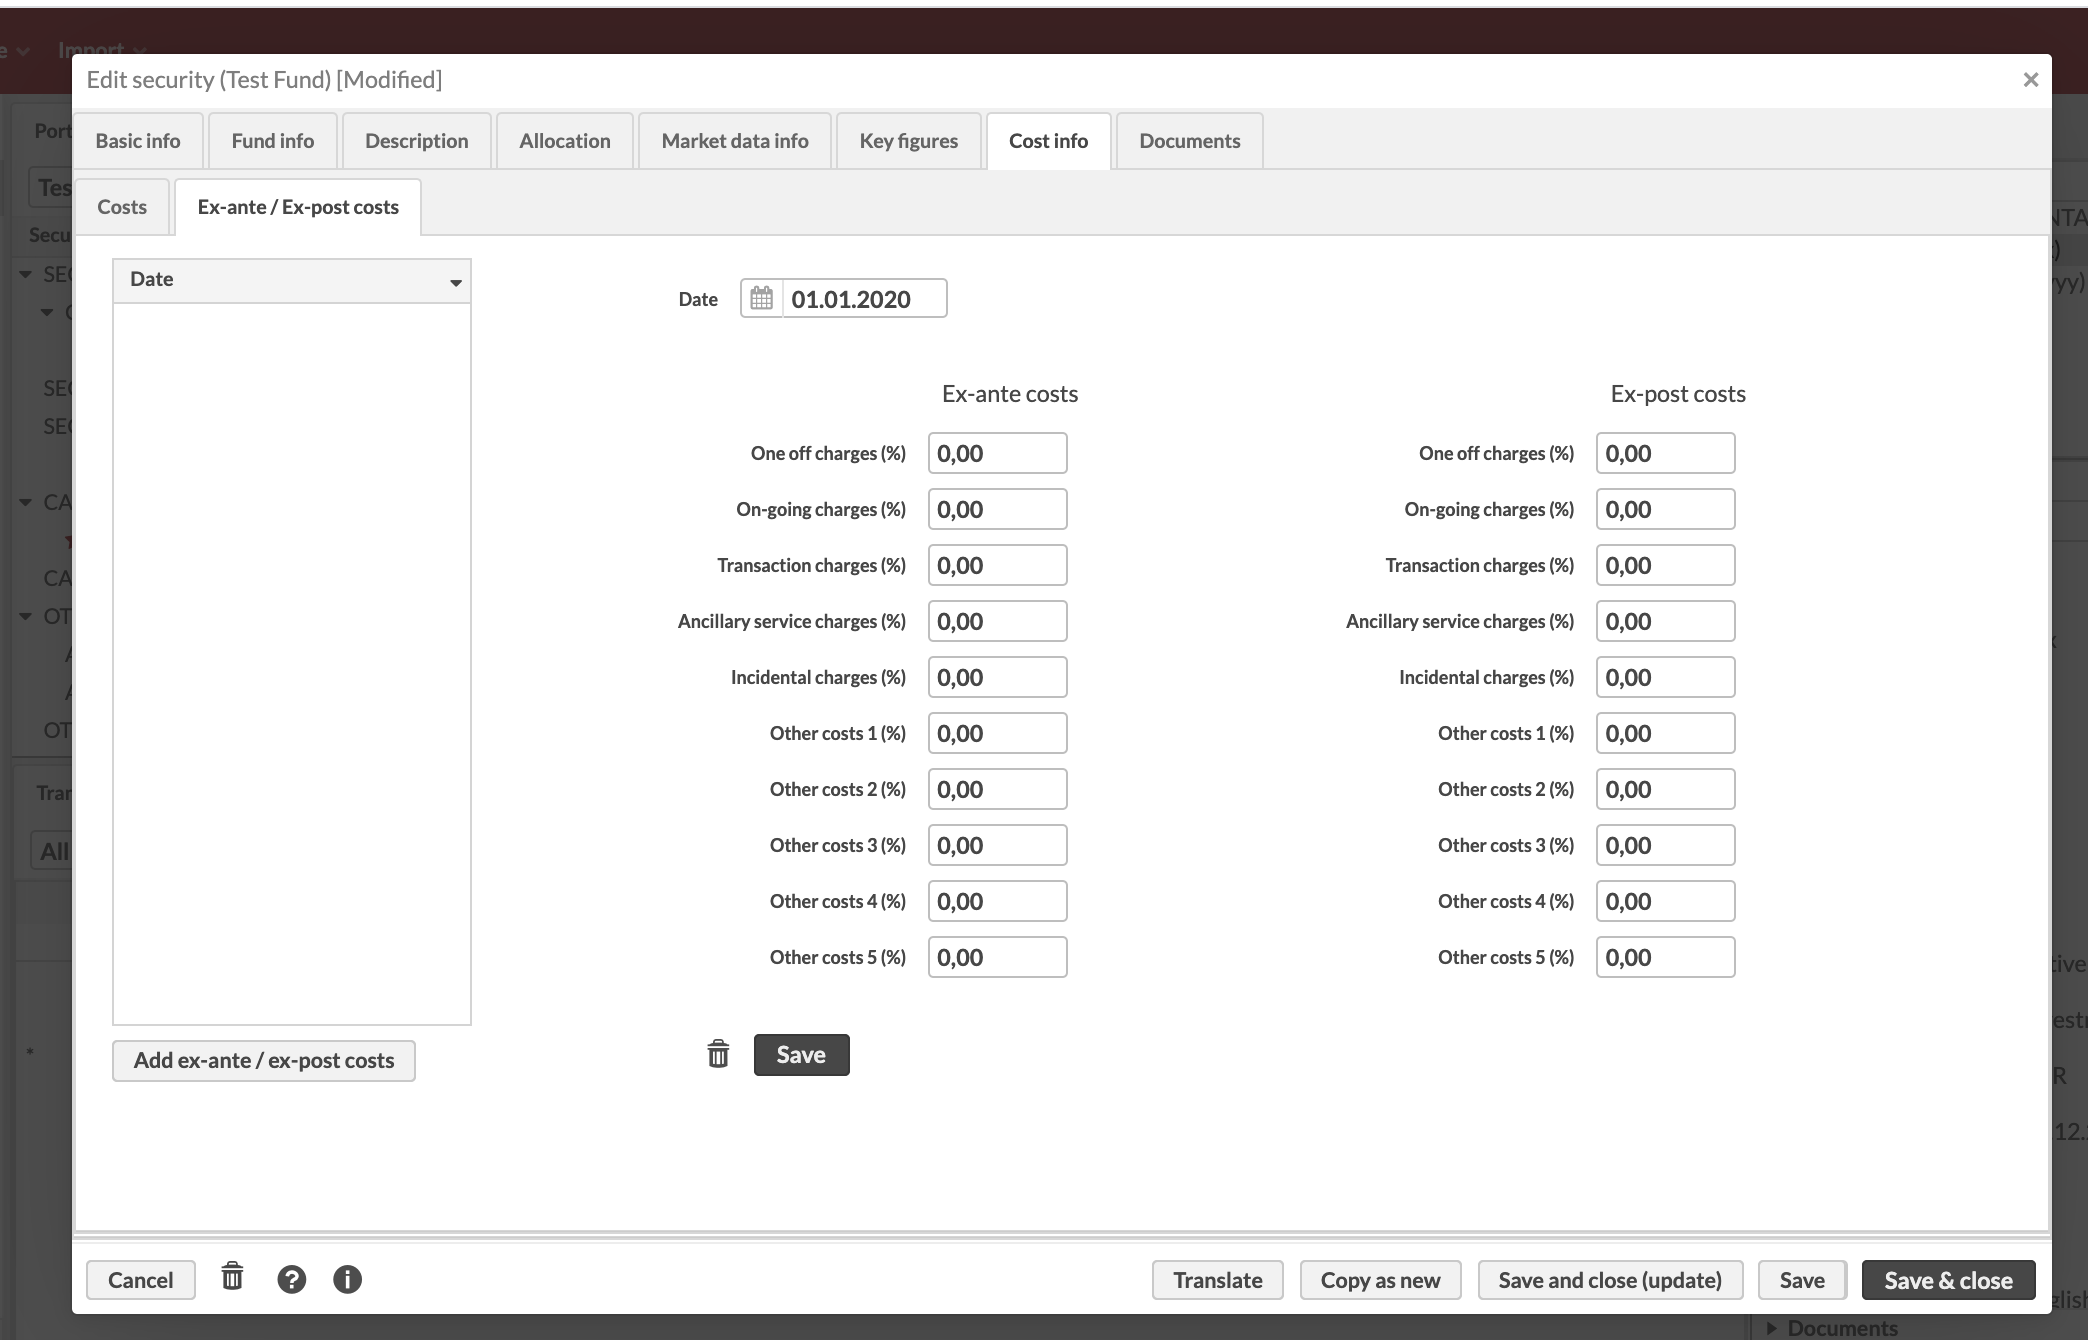 Import
Edit security (Test Fund) [Modified]
Basic info
Fund info
Description
Allocation
Market data info
Key figures
Cost info
Documents
Costs
Ex-ante / Ex-post costs
Date
Date
01.01.2020
Ex-ante costs
Ex-post costs
One off charges (%) 0,00
One off charges (%) 0,00
On-going charges (%) 0,00
On-going charges (%) 0,00
Transaction charges (%) 0,00
Transaction charges (%) 0,00
Ancillary service charges (%) 0,00
Ancillary service charges (%) 0,00
Incidental charges (%) 0,00
Incidental charges (%) 0,00
Other costs 1 (%) 0,00
Other costs 1 (%) 0,00
Other costs 2 (%) 0,00
Other costs 2 (%) 0,00
Other costs 3 (%) 0,00
Other costs 3 (%) 0,00
Other costs 4 (%) 0,00
Other costs 4 (%) 0,00
Other costs 5 (%) 0,00
Other costs 5 (%) 0,00
Save
Add ex-ante / ex-post costs
All
Cancel
Translate
Copy as new
Save and close (update)
Save
Save & close
Documents